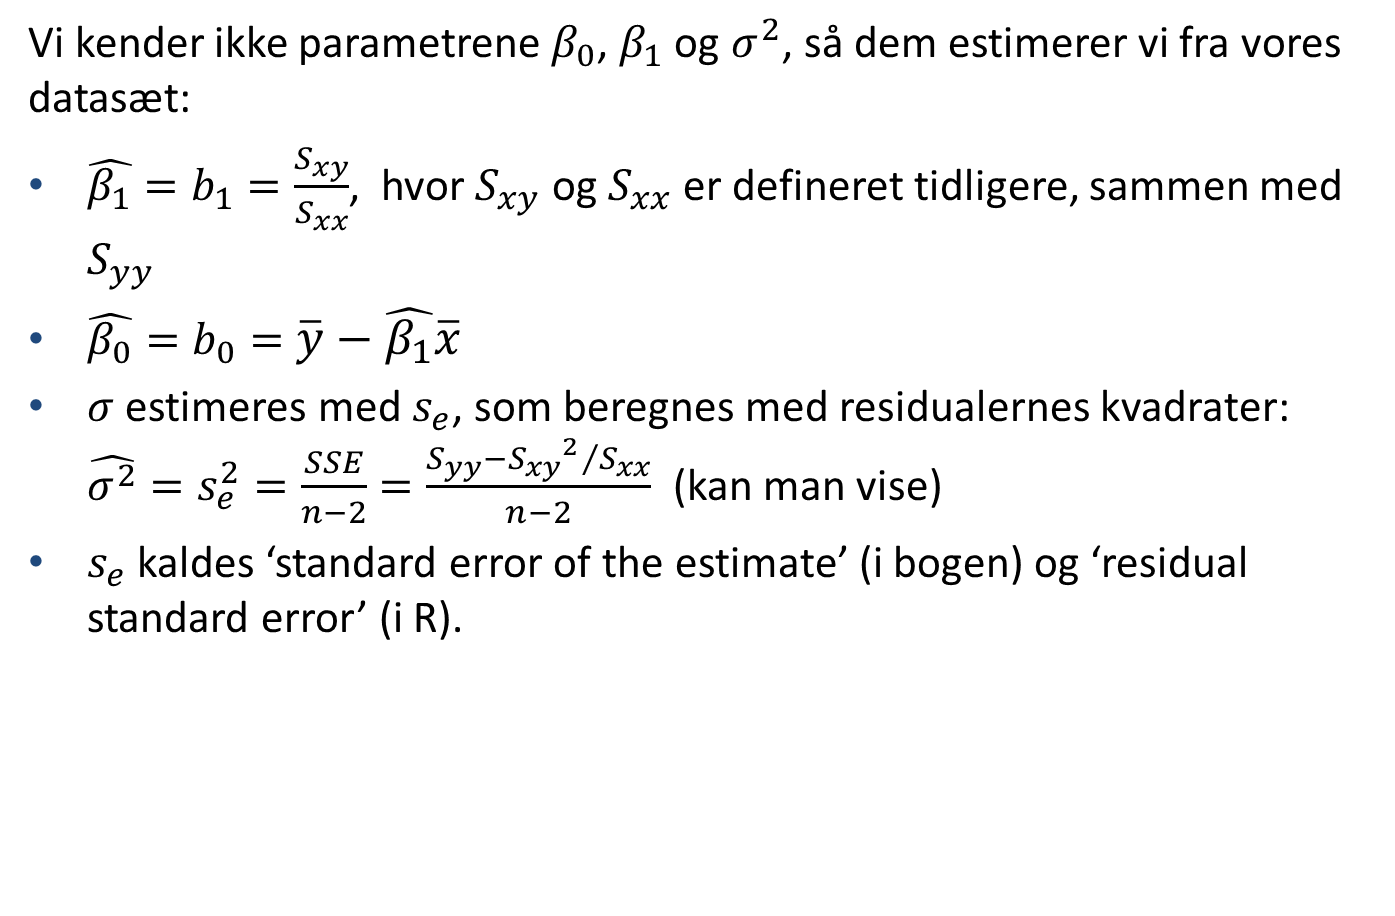 Vi kender ikke parametrene β₀, β₁ og σ², så dem estimerer vi fra vores
datasæt:
• β̂₁ = b₁ = Sxy/Sxx, hvor Sxy og Sxx er defineret tidligere, sammen med
Syy
• β̂₀ = b₀ = ȳ − β̂₁x̄
• σ estimeres med sₑ, som beregnes med residualernes kvadrater:
σ̂² = sₑ² = SSE/(n−2) = (Syy−Sxy²/Sxx)/(n−2) (kan man vise)
• sₑ kaldes ‘standard error of the estimate’ (i bogen) og ‘residual
standard error’ (i R).